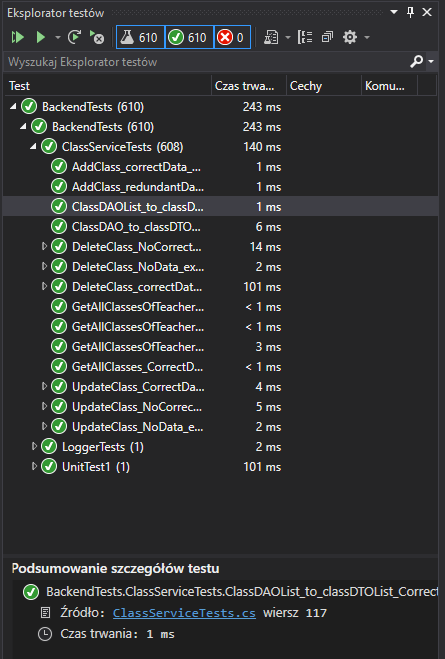 Eksplorator testów
610 610 0
Wyszukaj Eksplorator testów
Test Czas trwa... Cechy Komu...
BackendTests (610) 243 ms
BackendTests (610) 243 ms
ClassServiceTests (608) 140 ms
AddClass_correctData_... 1 ms
AddClass_redundantDa... 1 ms
ClassDAOList_to_classD... 1 ms
ClassDAO_to_classDTO... 6 ms
DeleteClass_NoCorrect... 14 ms
DeleteClass_NoData_ex... 2 ms
DeleteClass_correctDat... 101 ms
GetAllClassesOfTeacher... < 1 ms
GetAllClassesOfTeacher... < 1 ms
GetAllClassesOfTeacher... 3 ms
GetAllClasses_CorrectD... < 1 ms
UpdateClass_CorrectDa... 4 ms
UpdateClass_NoCorrec... 5 ms
UpdateClass_NoData_e... 2 ms
LoggerTests (1) 2 ms
UnitTest1 (1) 101 ms
Podsumowanie szczegółów testu
BackendTests.ClassServiceTests.ClassDAOList_to_classDTOList_Correct
Źródło: ClassServiceTests.cs wiersz 117
Czas trwania: 1 ms